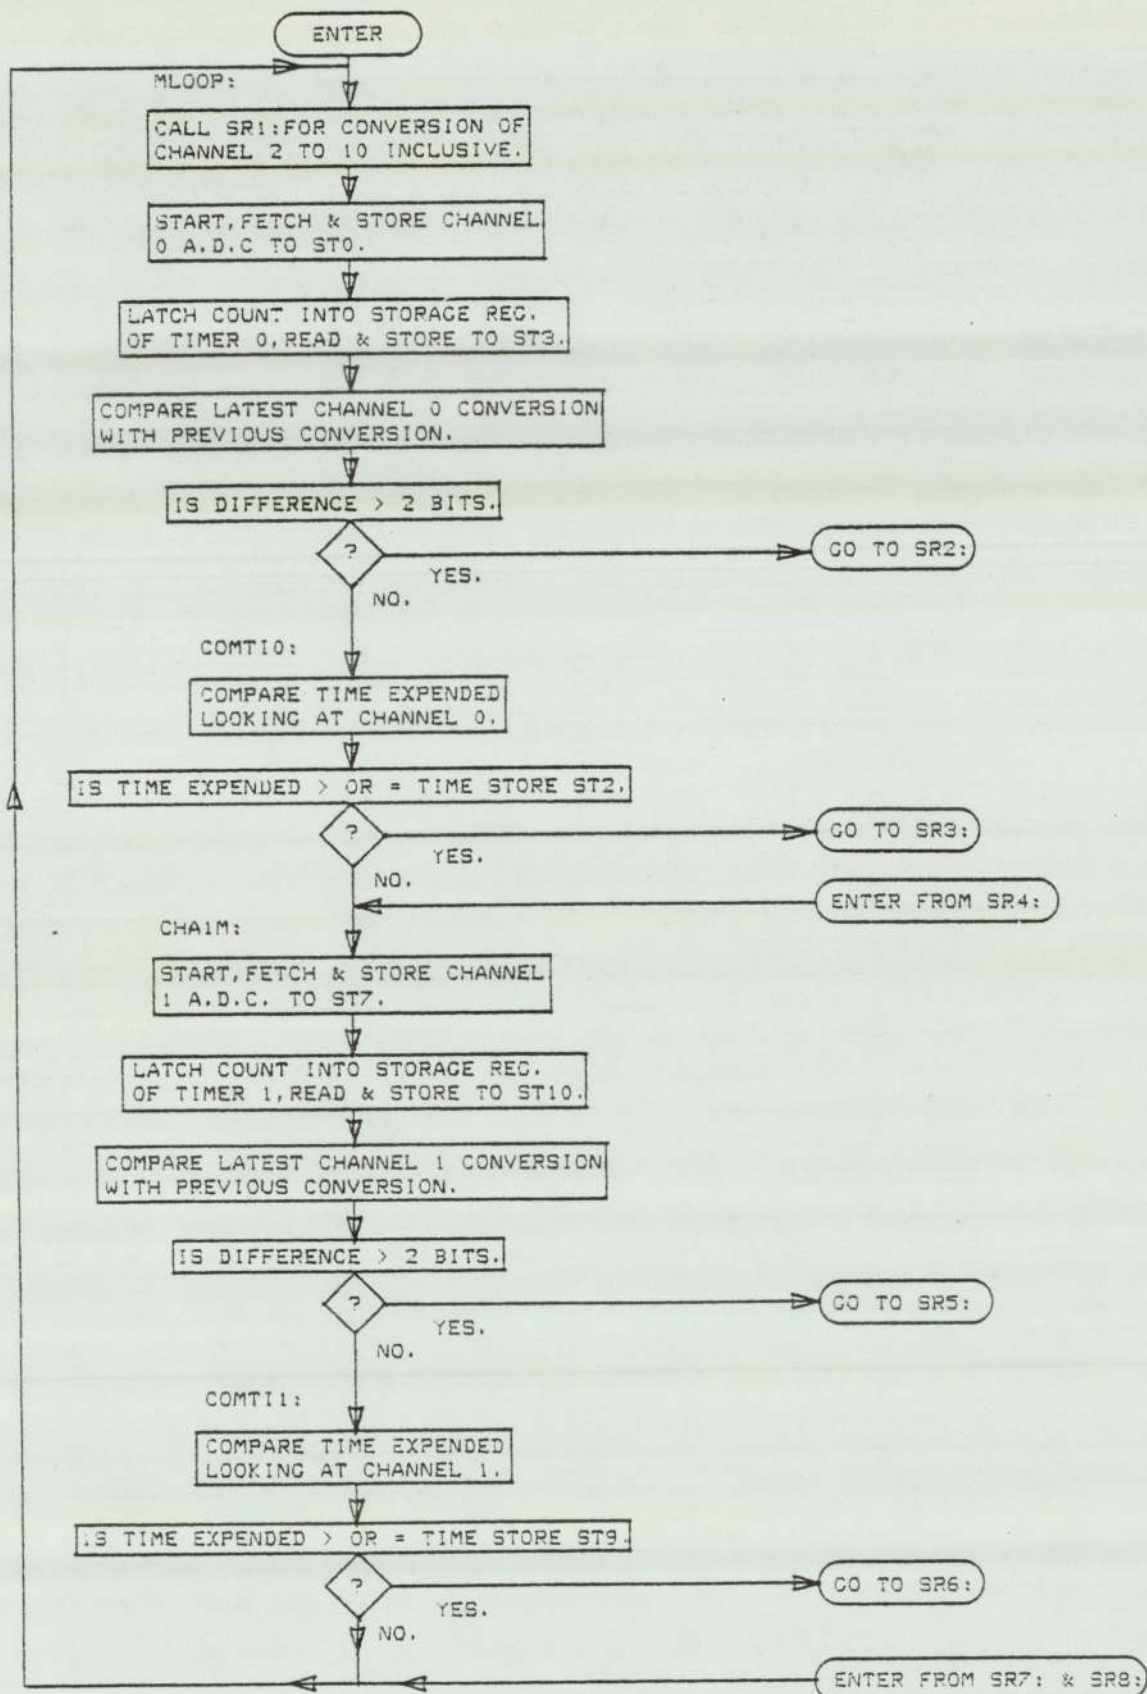 ENTER
MLOOP:
CALL SR1:FOR CONVERSION OF
CHANNEL 2 TO 10 INCLUSIVE.
START,FETCH & STORE CHANNEL
0 A.D.C TO ST0.
LATCH COUNT INTO STORAGE REG.
OF TIMER 0,READ & STORE TO ST3.
COMPARE LATEST CHANNEL 0 CONVERSION
WITH PREVIOUS CONVERSION.
IS DIFFERENCE > 2 BITS.
?
YES.
GO TO SR2:
NO.
COMTI0:
COMPARE TIME EXPENDED
LOOKING AT CHANNEL 0.
IS TIME EXPENDED > OR = TIME STORE ST2.
?
YES.
GO TO SR3:
NO.
ENTER FROM SR4:
CHA1M:
START,FETCH & STORE CHANNEL
1 A.D.C. TO ST7.
LATCH COUNT INTO STORAGE REG.
OF TIMER 1,READ & STORE TO ST10.
COMPARE LATEST CHANNEL 1 CONVERSION
WITH PREVIOUS CONVERSION.
IS DIFFERENCE > 2 BITS.
?
YES.
GO TO SR5:
NO.
COMTI1:
COMPARE TIME EXPENDED
LOOKING AT CHANNEL 1.
IS TIME EXPENDED > OR = TIME STORE ST9.
?
YES.
GO TO SR6:
NO.
ENTER FROM SR7: & SR8: